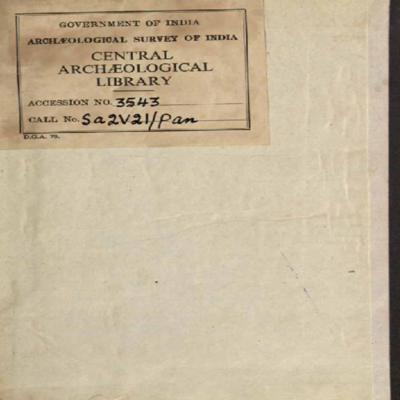 GOVERNMENT OF INDIA
ARCHÆOLOGICAL SURVEY OF INDIA
CENTRAL
ARCHÆOLOGICAL
LIBRARY
ACCESSION NO. 3543
CALL No. Sa2V21/Pan
D.G.A. 79.